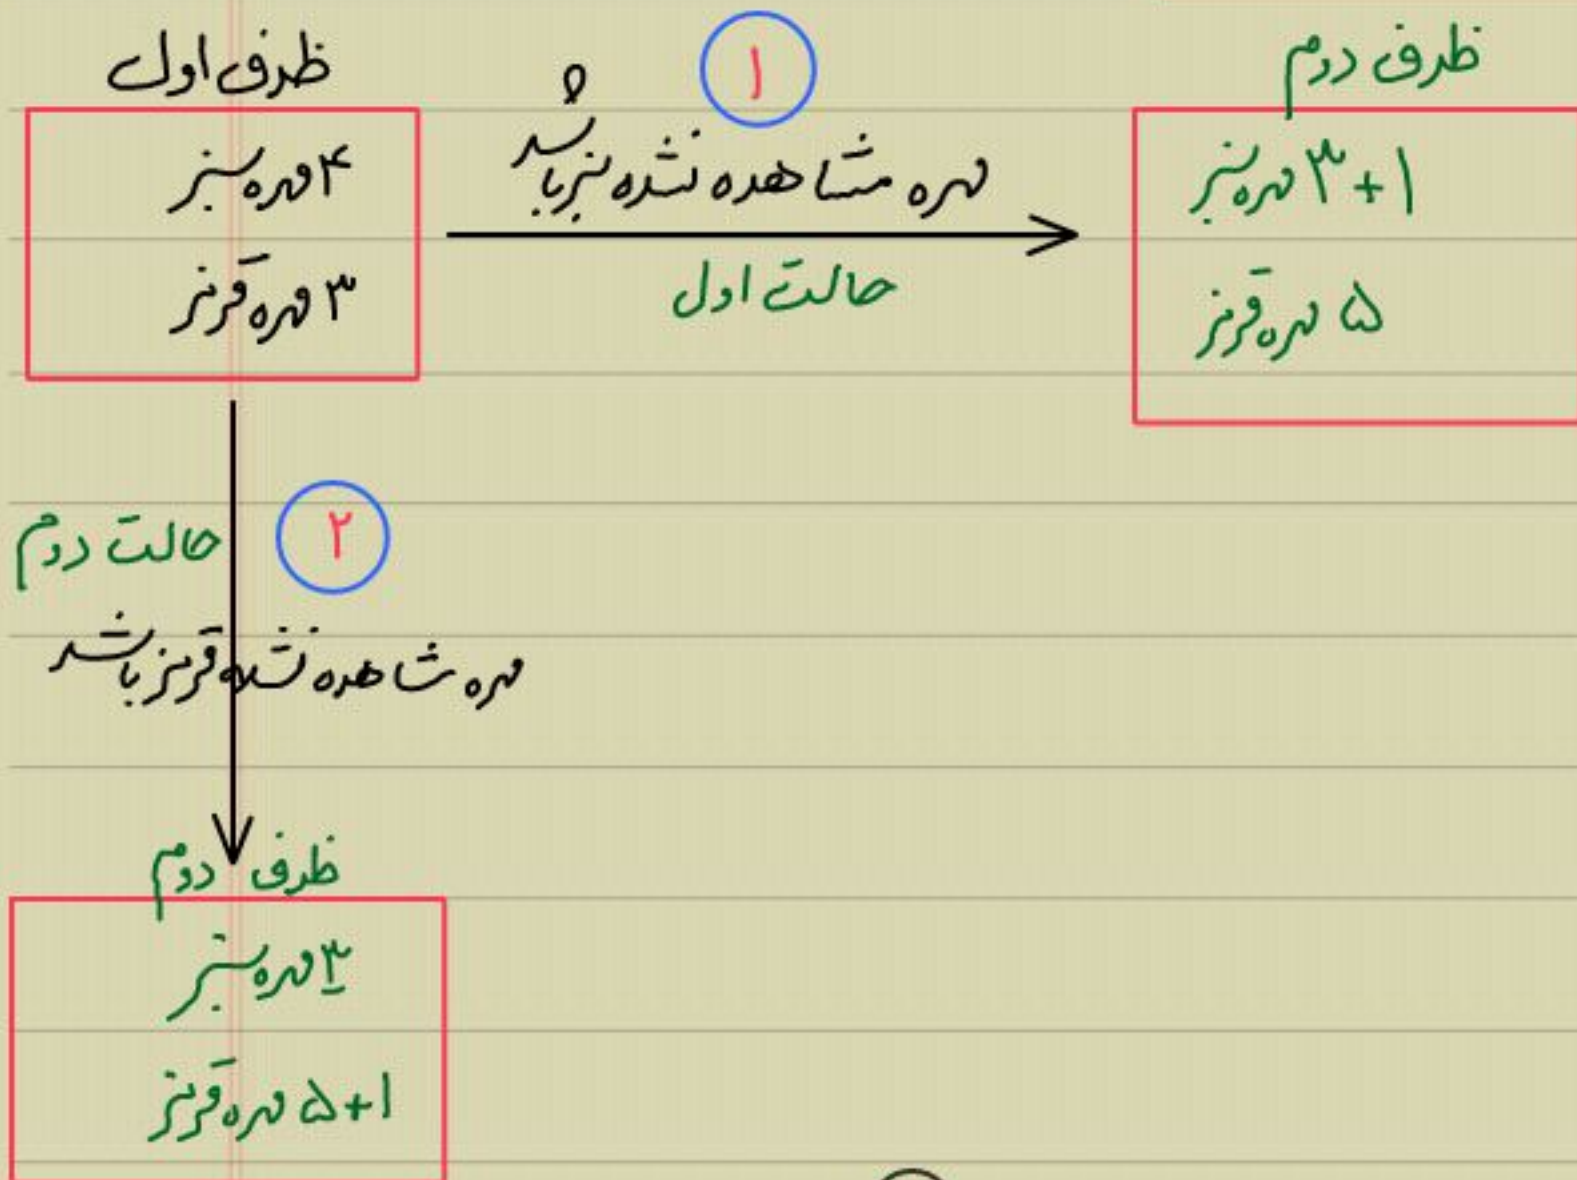 ظرف اول
۴ مهره سبز
۳ مهره قرمز
۱
مهره مشاهده نشده سبز باشد
حالت اول
ظرف دوم
۳+۱ مهره سبز
۵ مهره قرمز
حالت دوم
۲
مهره مشاهده نشده قرمز باشد
ظرف دوم
۳ مهره سبز
۵+۱ مهره قرمز